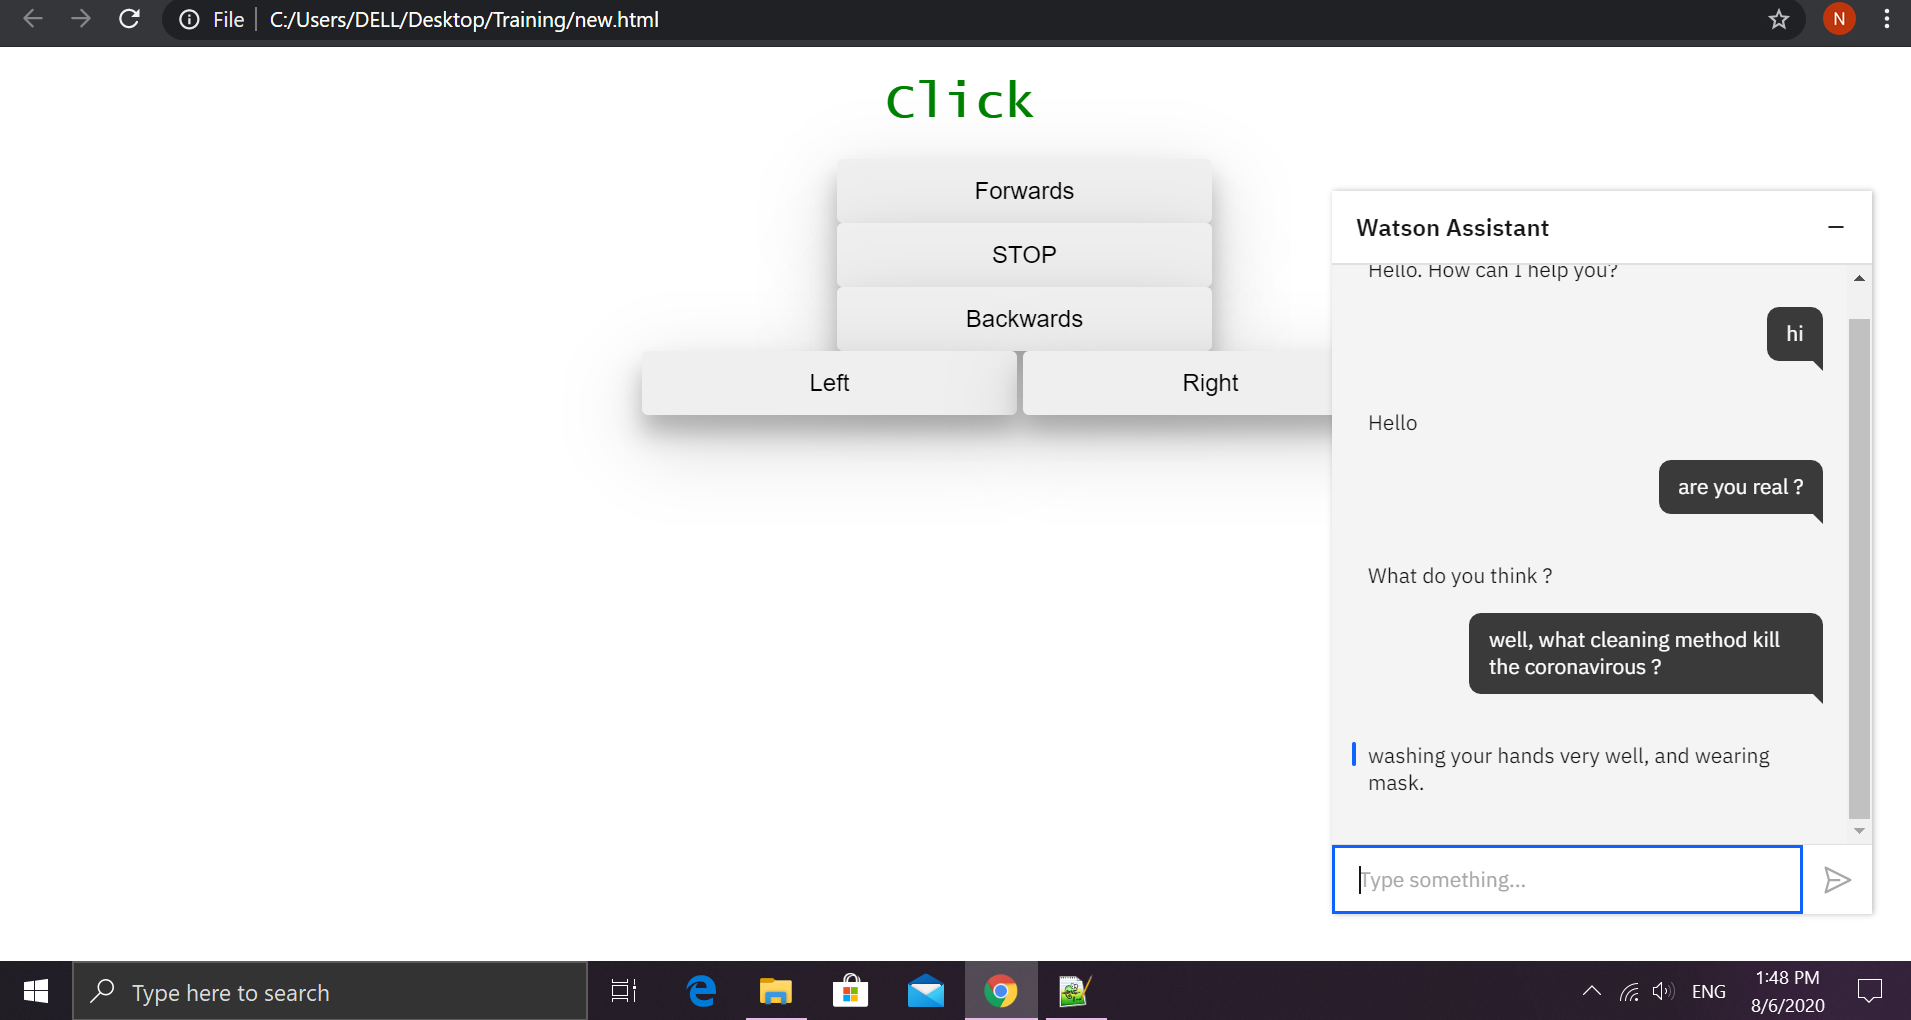 File C:/Users/DELL/Desktop/Training/new.html
N
Click
Forwards
STOP
Backwards
Left
Right
Watson Assistant
Hello. How can I help you?
hi
Hello
are you real ?
What do you think ?
well, what cleaning method kill
the coronavirous ?
washing your hands very well, and wearing
mask.
Type something...
Type here to search
ENG
1:48 PM
8/6/2020